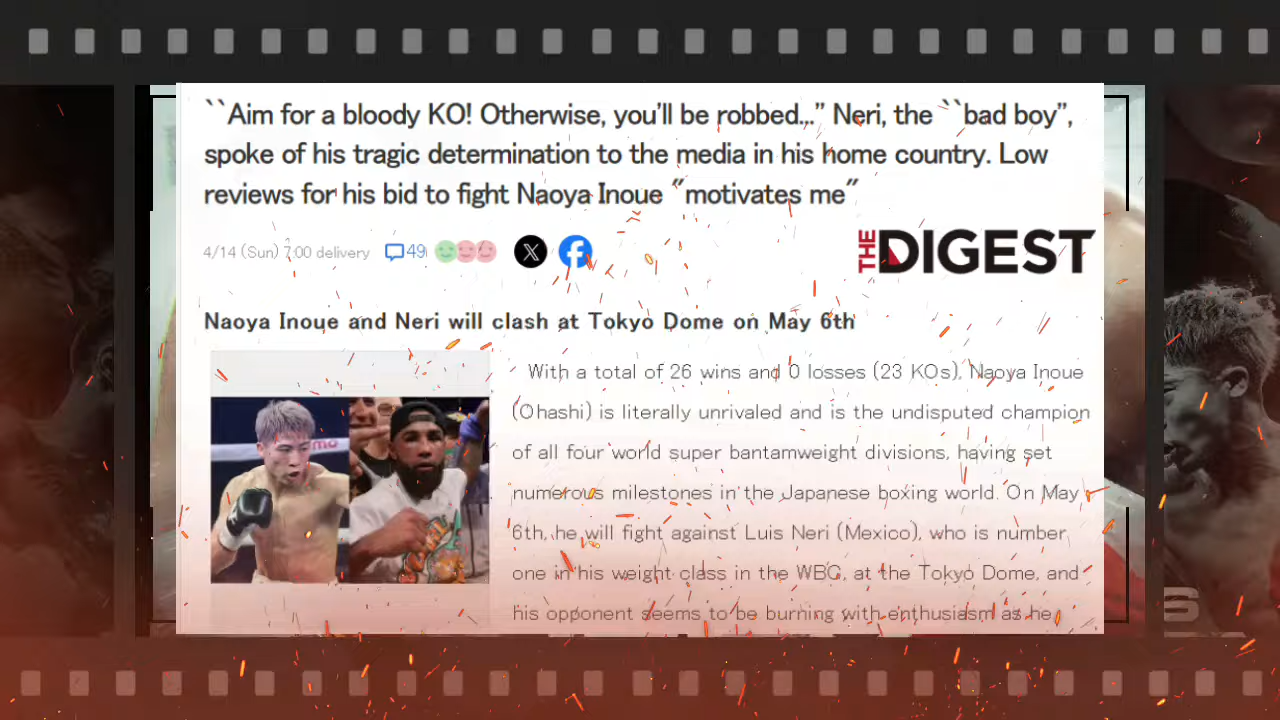 ``Aim for a bloody KO! Otherwise, you'll be robbed...” Neri, the ``bad boy”,
spoke of his tragic determination to the media in his home country. Low
reviews for his bid to fight Naoya Inoue ″motivates me″
4/14 (Sun) 7:00 delivery 49
THE DIGEST
Naoya Inoue and Neri will clash at Tokyo Dome on May 6th
With a total of 26 wins and 0 losses (23 KOs), Naoya Inoue
(Ohashi) is literally unrivaled and is the undisputed champion
of all four world super bantamweight divisions, having set
numerous milestones in the Japanese boxing world. On May
6th, he will fight against Luis Neri (Mexico), who is number
one in his weight class in the WBC, at the Tokyo Dome, and
his opponent seems to be burning with enthusiasm as he